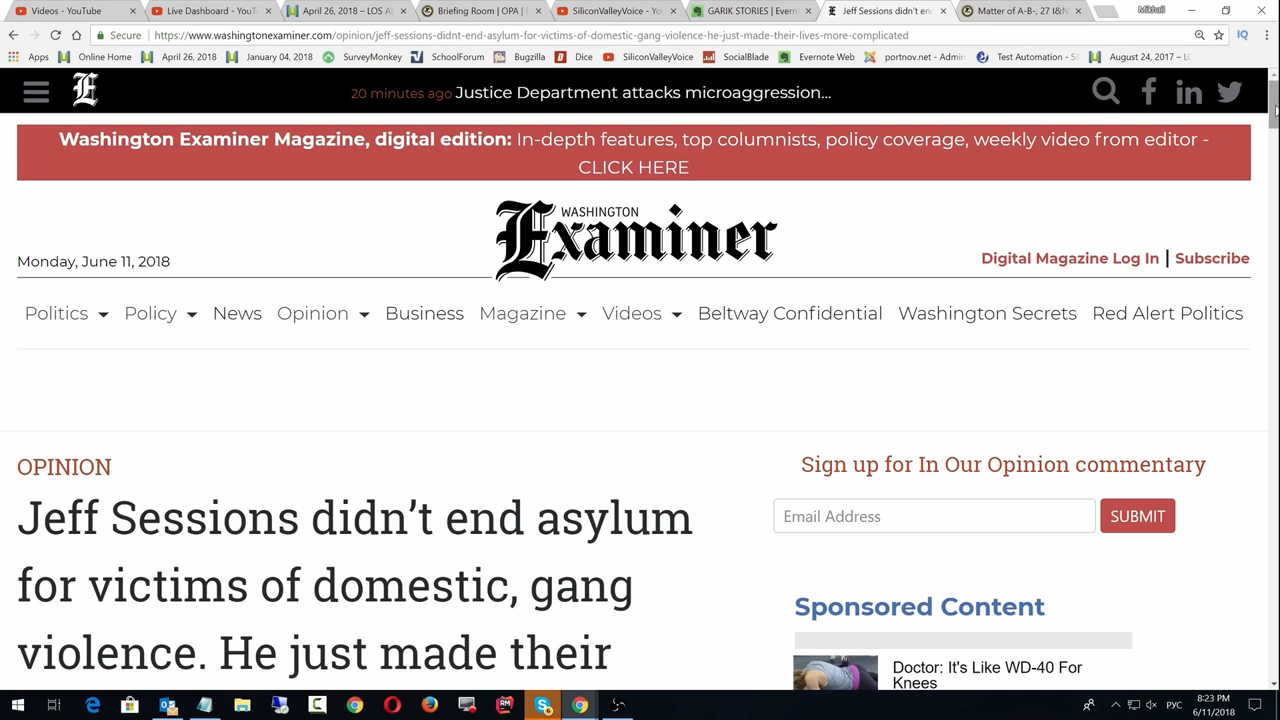 Videos - YouTube
Live Dashboard - YouT
April 26, 2018 – LOS A
Briefing Room | OPA |
SiliconValleyVoice - Yo
GARIK STORIES | Evern
Jeff Sessions didn't en
Matter of A-B-, 27 I&N
Mikhail
Secure
https://www.washingtonexaminer.com/opinion/jeff-sessions-didnt-end-asylum-for-victims-of-domestic-gang-violence-he-just-made-their-lives-more-complicated
IQ
Apps
Online Home
April 26, 2018
January 04, 2018
SurveyMonkey
SchoolForum
Bugzilla
Dice
SiliconValleyVoice
SocialBlade
Evernote Web
portnov.net - Admin
Test Automation - St
August 24, 2017 – LO
20 minutes ago Justice Department attacks microaggression...
Washington Examiner Magazine, digital edition: In-depth features, top columnists, policy coverage, weekly video from editor -
CLICK HERE
WASHINGTON
Examiner
Monday, June 11, 2018
Digital Magazine Log In | Subscribe
Politics
Policy
News
Opinion
Business
Magazine
Videos
Beltway Confidential
Washington Secrets
Red Alert Politics
OPINION
Jeff Sessions didn't end asylum
for victims of domestic, gang
violence. He just made their
Sign up for In Our Opinion commentary
Email Address
SUBMIT
Sponsored Content
Doctor: It's Like WD-40 For
Knees
РУС
8:23 PM
6/11/2018